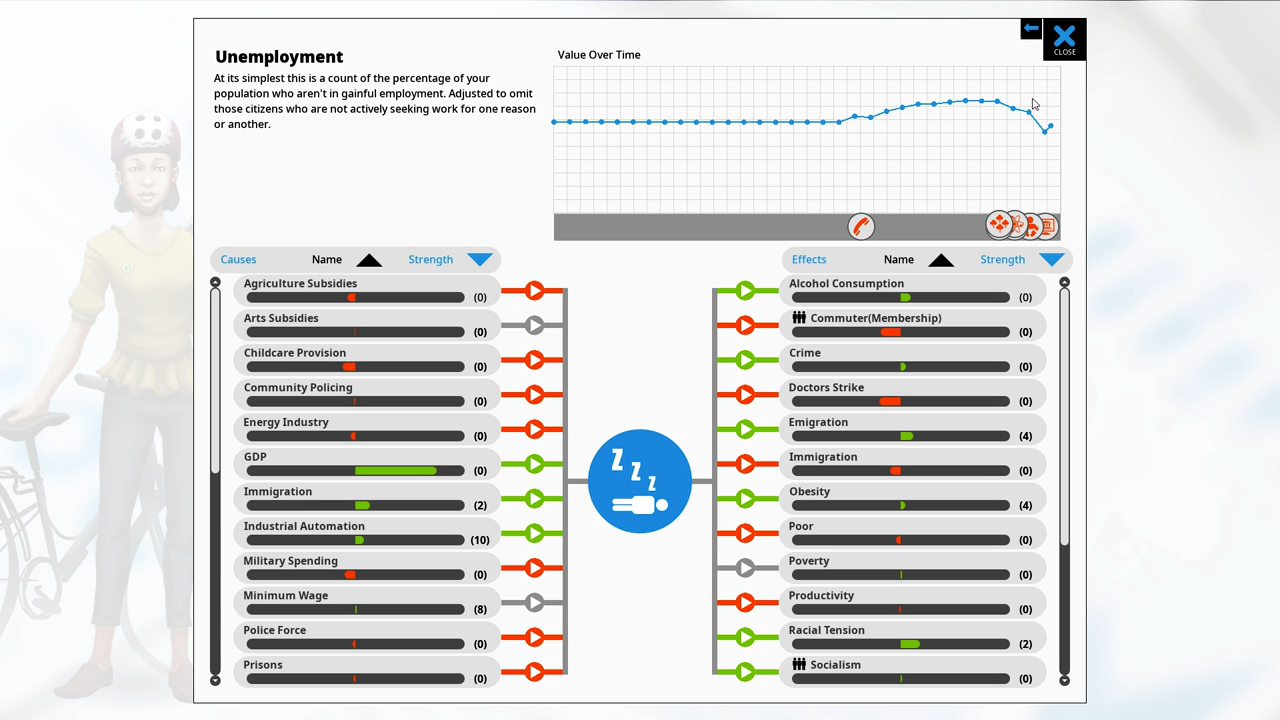 Unemployment
At its simplest this is a count of the percentage of your
population who aren't in gainful employment. Adjusted to omit
those citizens who are not actively seeking work for one reason
or another.
Value Over Time
CLOSE
Causes Name Strength
Agriculture Subsidies
(0)
Arts Subsidies
(0)
Childcare Provision
(0)
Community Policing
(0)
Energy Industry
(0)
GDP
(0)
Immigration
(2)
Industrial Automation
(10)
Military Spending
(0)
Minimum Wage
(8)
Police Force
(0)
Prisons
(0)
Z
Z
Z
Effects Name Strength
Alcohol Consumption
(0)
Commuter(Membership)
(0)
Crime
(0)
Doctors Strike
(0)
Emigration
(4)
Immigration
(0)
Obesity
(4)
Poor
(0)
Poverty
(0)
Productivity
(0)
Racial Tension
(2)
Socialism
(0)